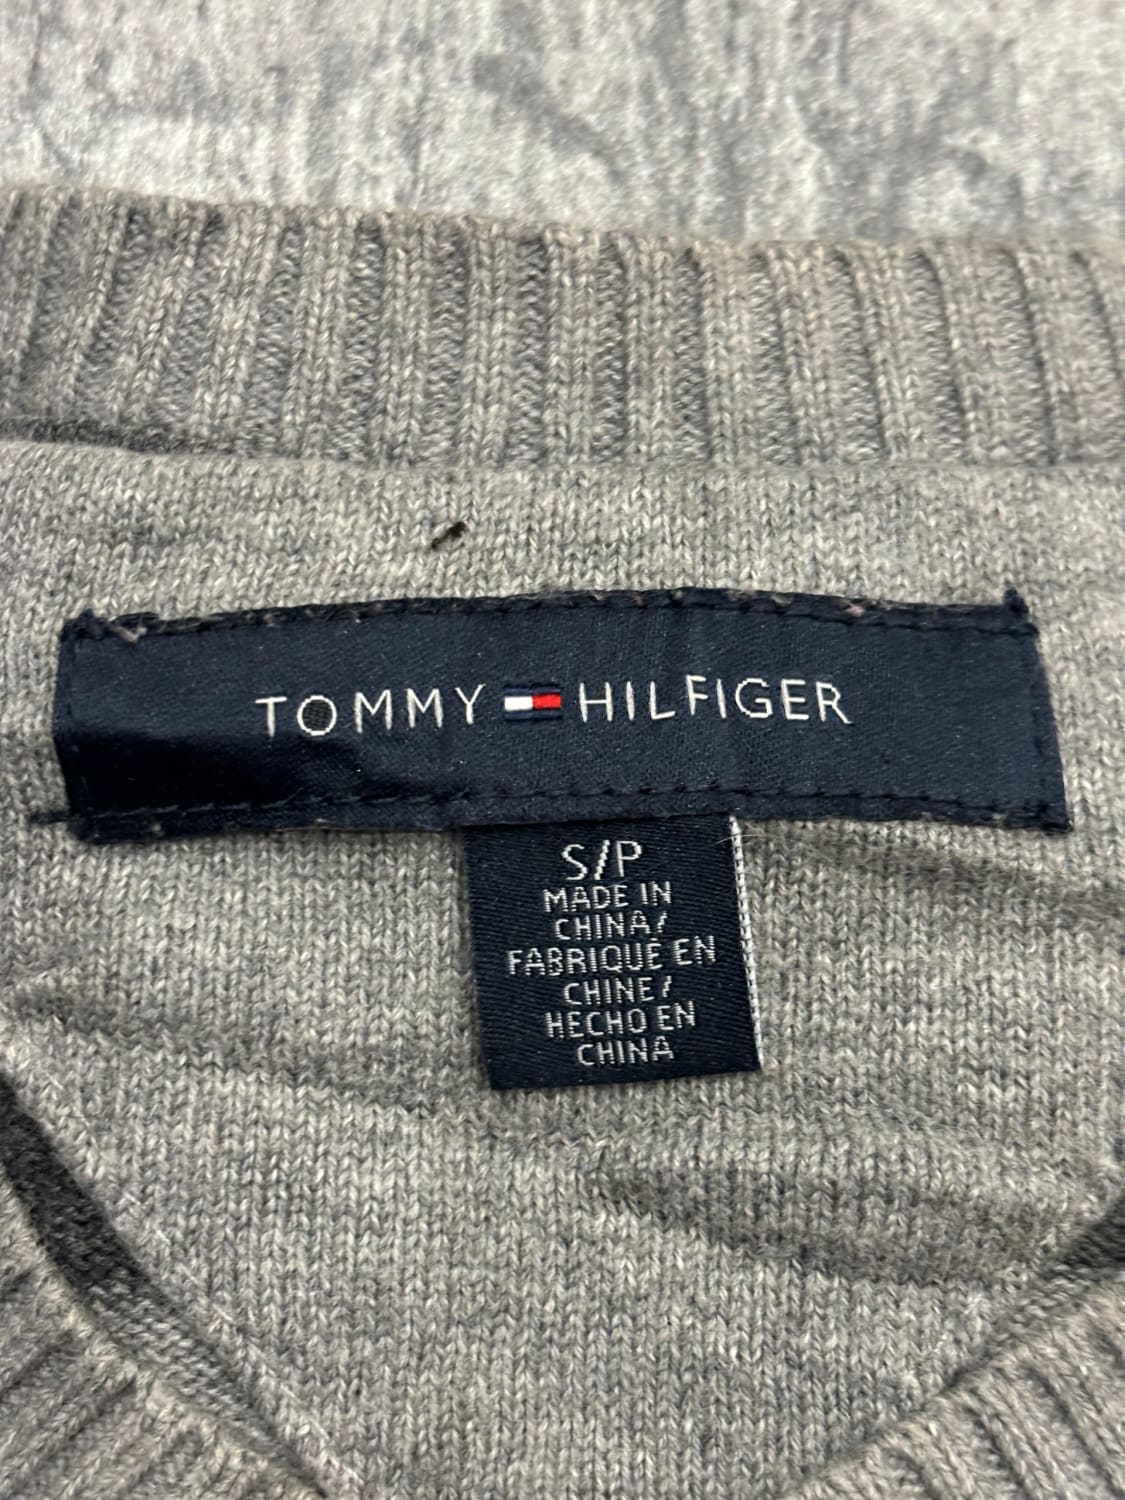 TOMMY HILFIGER
S/P
MADE IN
CHINA/
FABRIQUÉ EN
CHINE/
HECHO EN
CHINA